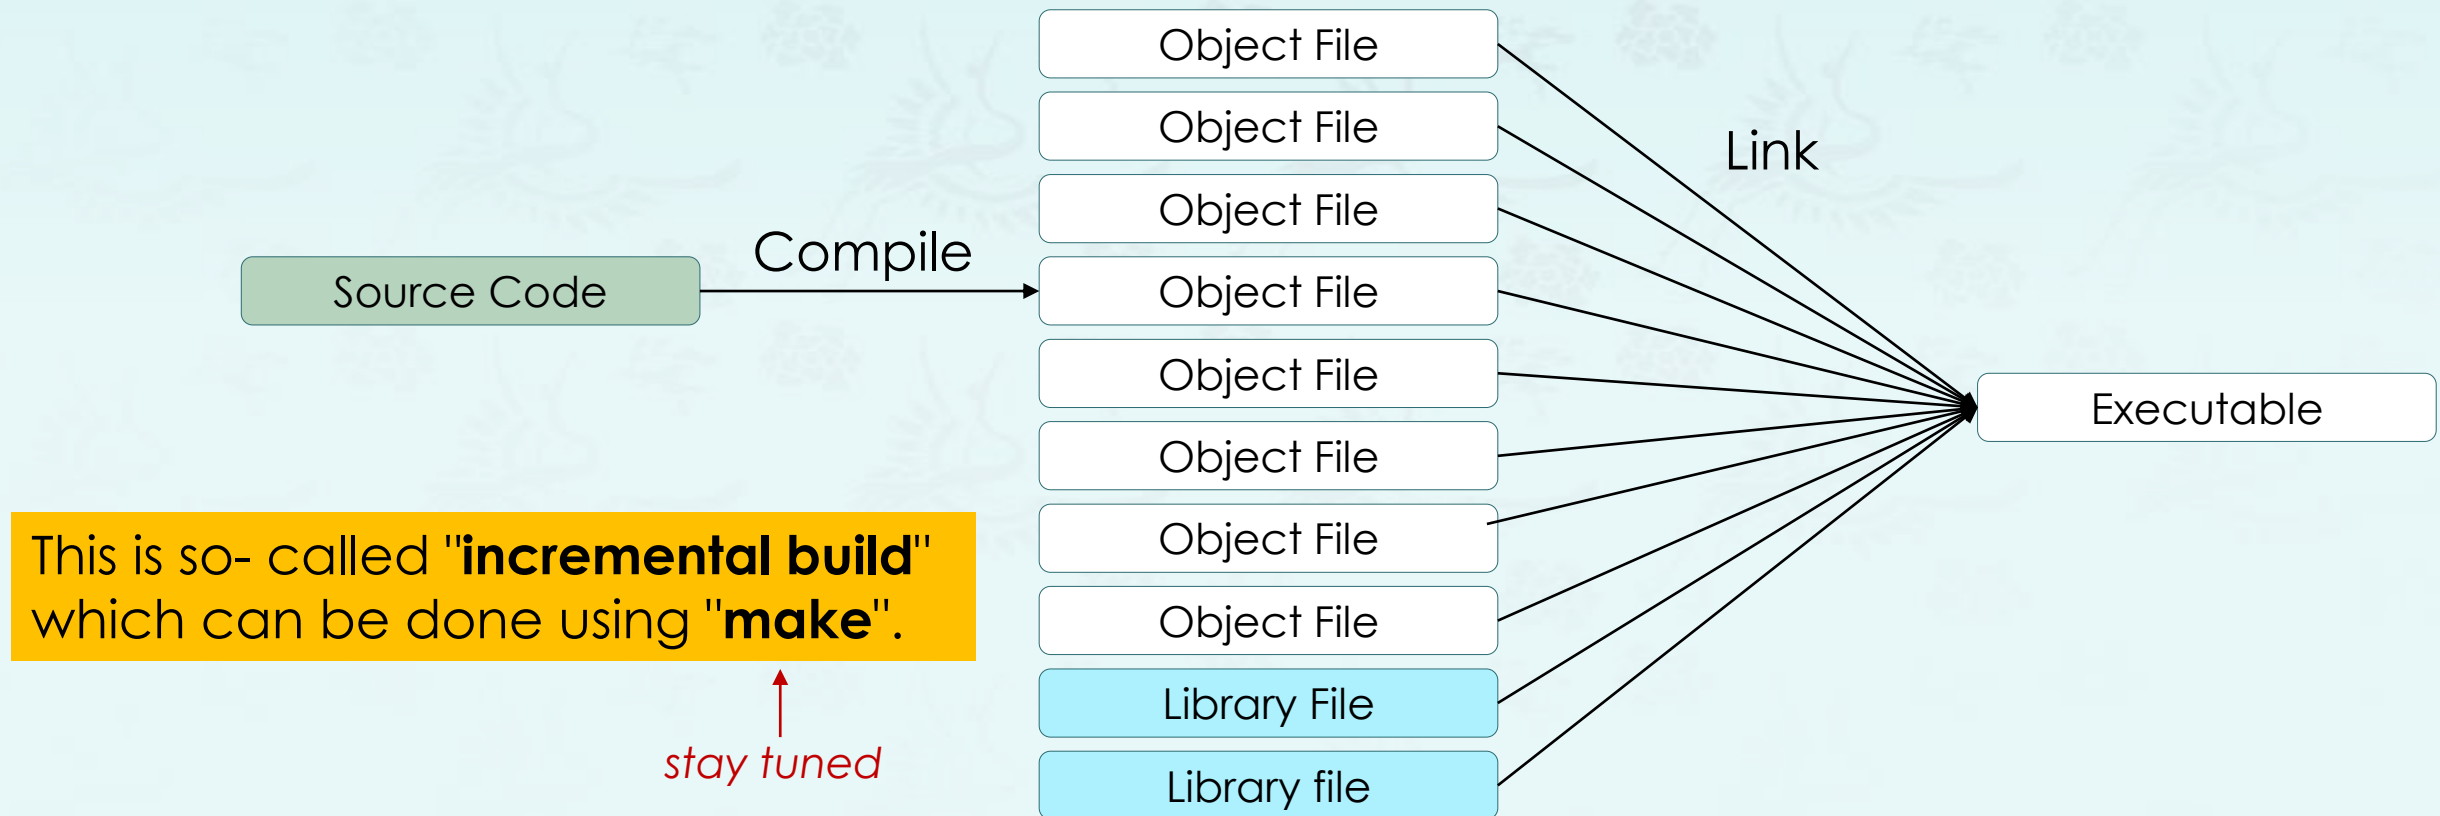 Object File
Object File
Link
Object File
Compile
Source Code
Object File
Object File
Executable
Object File
Object File
This is so- called "incremental build"
which can be done using "make".
Object File
Library File
stay tuned
Library file